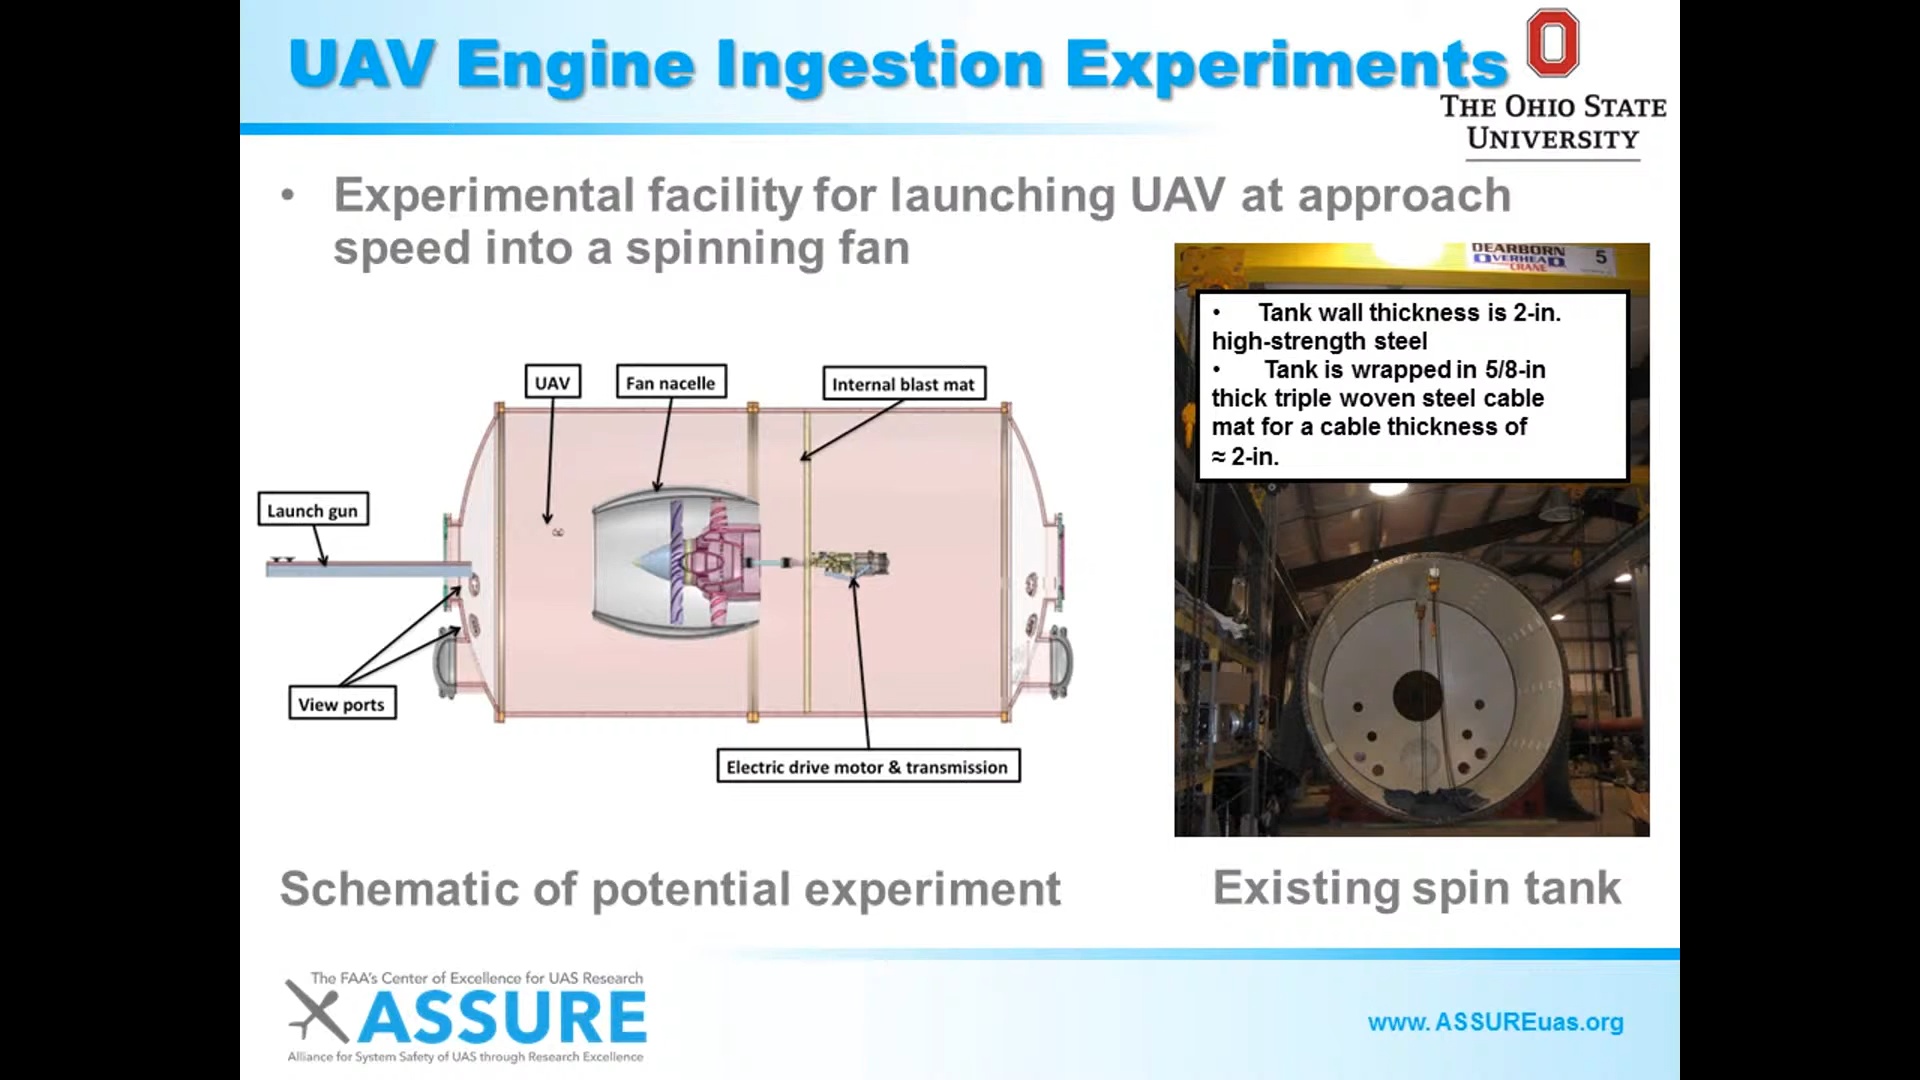 UAV Engine Ingestion Experiments
THE OHIO STATE
UNIVERSITY
• Experimental facility for launching UAV at approach
speed into a spinning fan
DEARBORN
OVERHEAD
CRANE
5
• Tank wall thickness is 2-in.
high-strength steel
• Tank is wrapped in 5/8-in
thick triple woven steel cable
mat for a cable thickness of
≈ 2-in.
UAV
Fan nacelle
Internal blast mat
Launch gun
View ports
Electric drive motor & transmission
Schematic of potential experiment
Existing spin tank
The FAA's Center of Excellence for UAS Research
ASSURE
Alliance for System Safety of UAS through Research Excellence
www. ASSUREuas.org